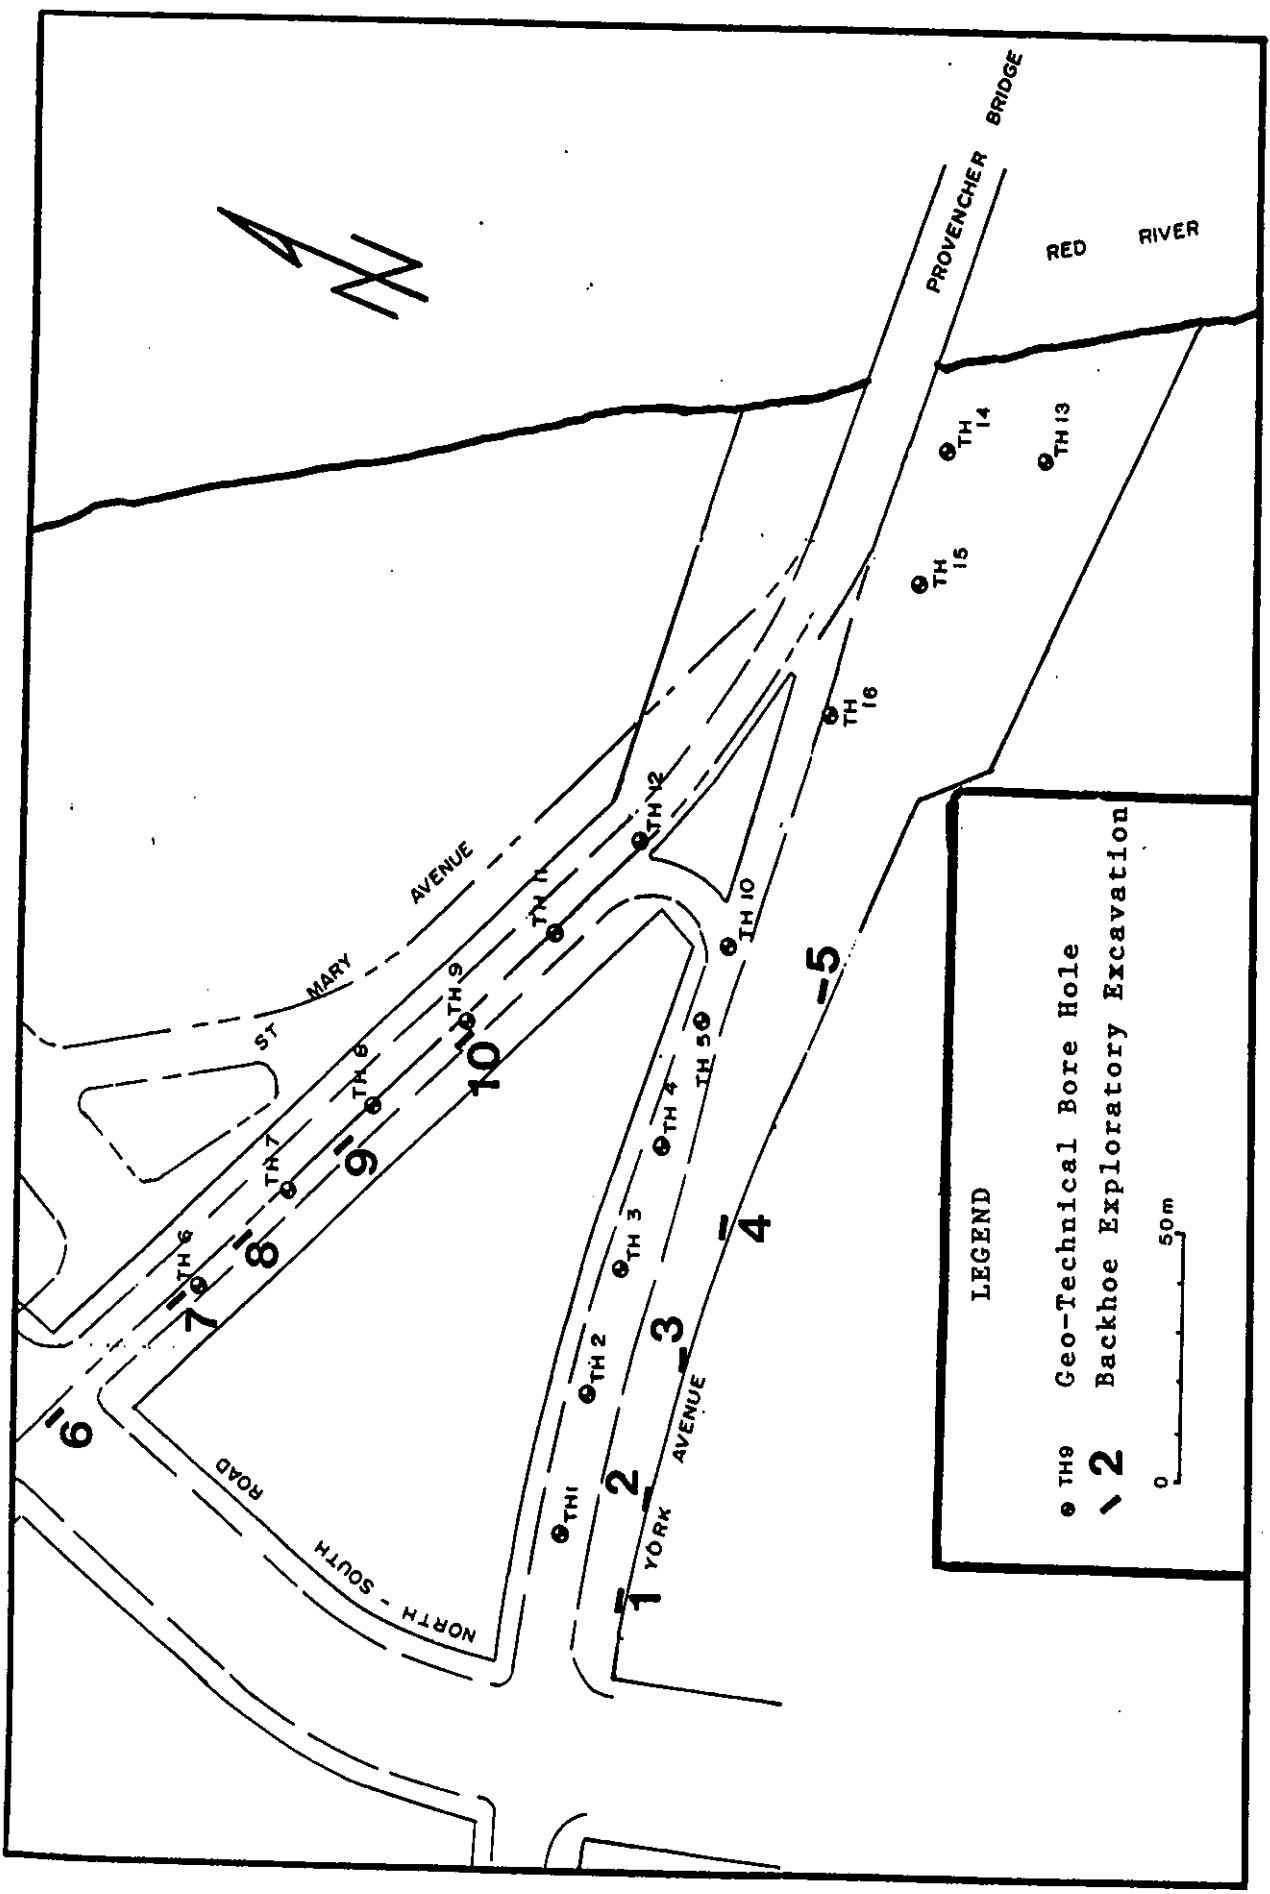 PROVENCHER BRIDGE
RED RIVER
ST MARY AVENUE
NORTH - SOUTH ROAD
YORK AVENUE
TH1
TH 2
TH 3
TH 4
TH 5
TH 6
TH 7
TH 8
TH 9
TH 10
TH 11
TH 12
TH 13
TH 14
TH 15
TH 16
1
2
3
4
5
6
7
8
9
10
N
LEGEND
TH9 Geo-Technical Bore Hole
2 Backhoe Exploratory Excavation
0 50m